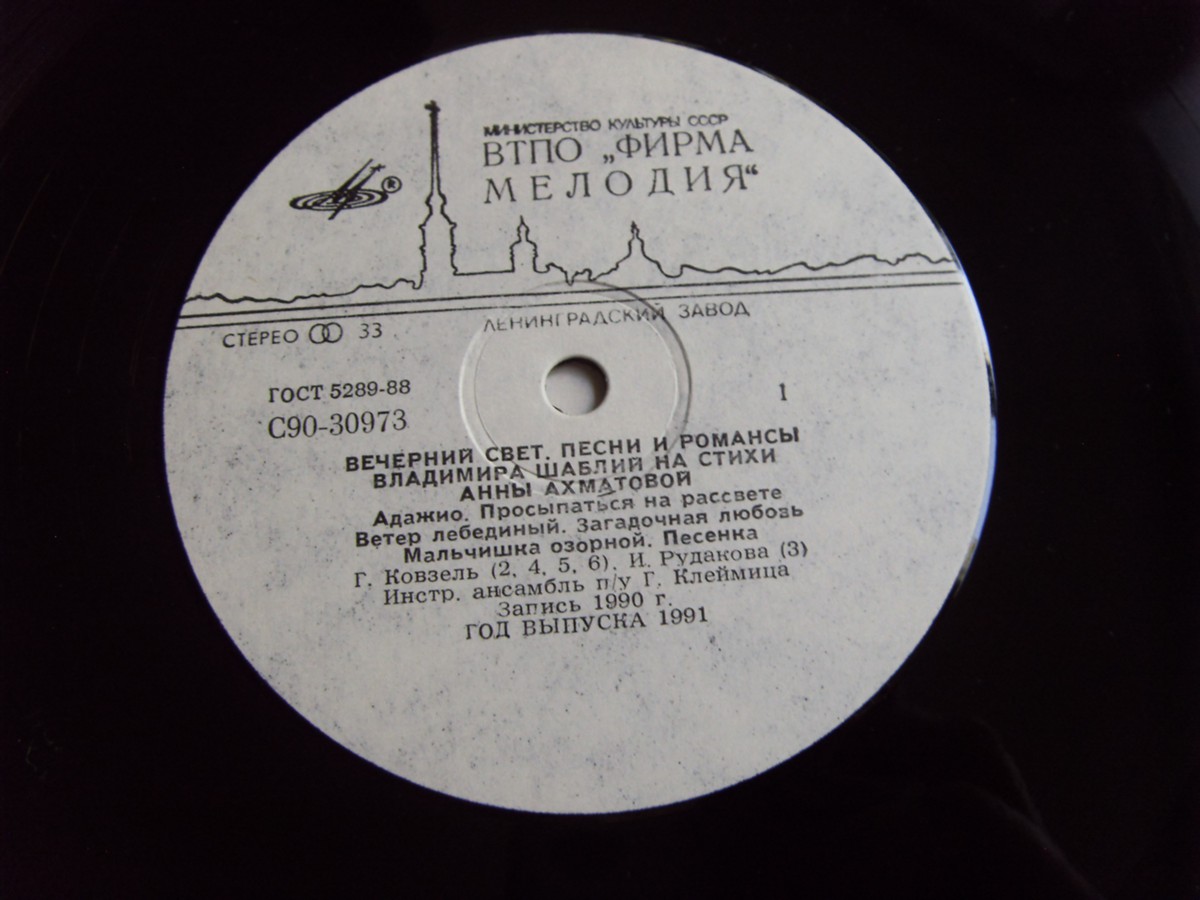 МИНИСТЕРСТВО КУЛЬТУРЫ СССР
ВТПО „ФИРМА
МЕЛОДИЯ“
®
ЛЕНИНГРАДСКИЙ ЗАВОД
СТЕРЕО 33
ГОСТ 5289-88
1
С90-30973
ВЕЧЕРНИЙ СВЕТ. ПЕСНИ И РОМАНСЫ
ВЛАДИМИРА ШАБЛИЙ НА СТИХИ
АННЫ АХМАТОВОЙ
Адажио. Просыпаться на рассвете
Ветер лебединый. Загадочная любовь
Мальчишка озорной. Песенка
Г. Ковзель (2, 4, 5, 6). И. Рудакова (3)
Инстр. ансамбль п/у Г. Клеймица
Запись 1990 г.
ГОД ВЫПУСКА 1991